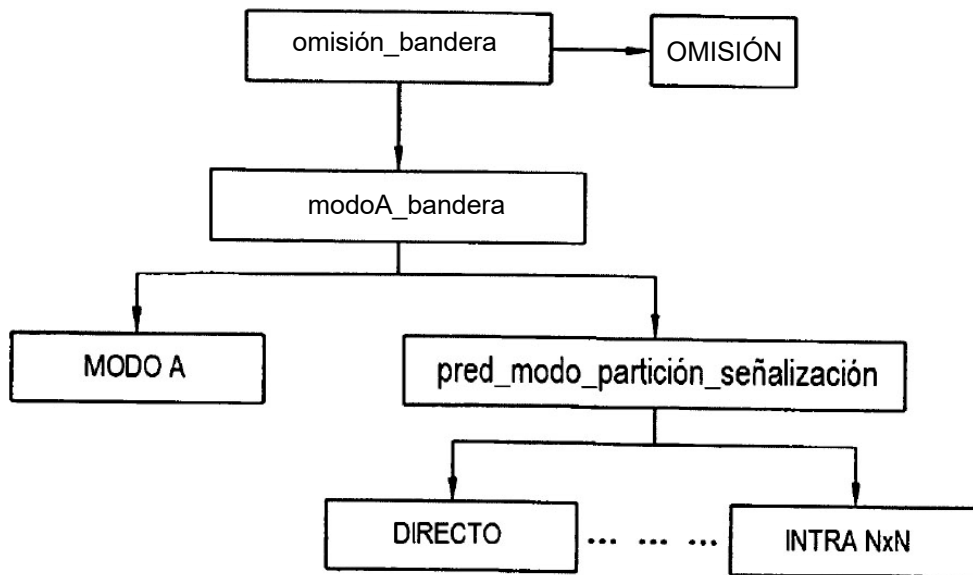 omisión_bandera
OMISIÓN
modoA_bandera
MODO A
pred_modo_partición_señalización
DIRECTO
... ... ...
INTRA NxN